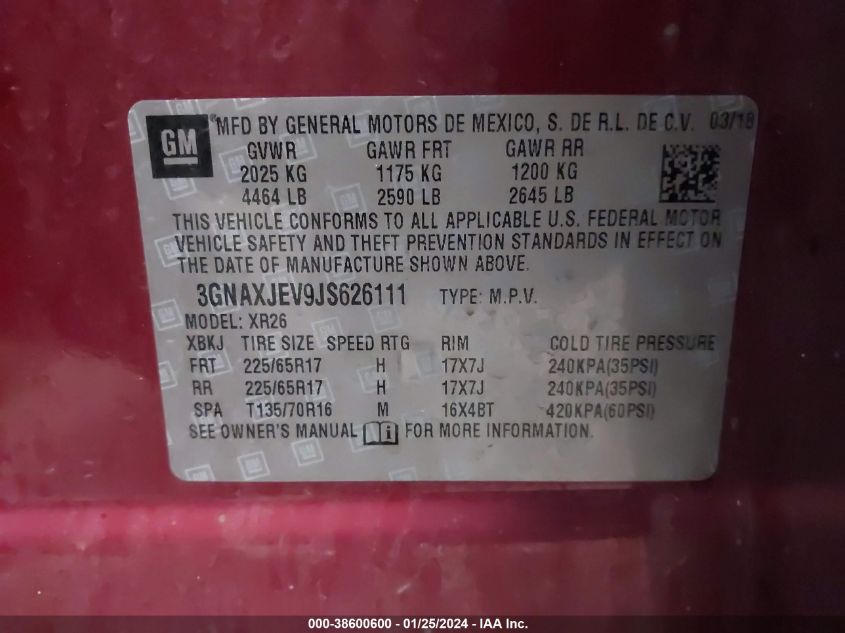 GM ® MFD BY GENERAL MOTORS DE MEXICO, S. DE R.L. DE C.V. 03/18
GVWR GAWR FRT GAWR RR
2025 KG 1175 KG 1200 KG
4464 LB 2590 LB 2645 LB
THIS VEHICLE CONFORMS TO ALL APPLICABLE U.S. FEDERAL MOTOR
VEHICLE SAFETY AND THEFT PREVENTION STANDARDS IN EFFECT ON
THE DATE OF MANUFACTURE SHOWN ABOVE.
3GNAXJEV9JS626111 TYPE: M.P.V.
MODEL: XR26
XBKJ TIRE SIZE SPEED RTG RIM COLD TIRE PRESSURE
FRT 225/65R17 H 17X7J 240KPA(35PSI)
RR 225/65R17 H 17X7J 240KPA(35PSI)
SPA T135/70R16 M 16X4BT 420KPA(60PSI)
SEE OWNER'S MANUAL i FOR MORE INFORMATION.
000-38600600 - 01/25/2024 - IAA Inc.